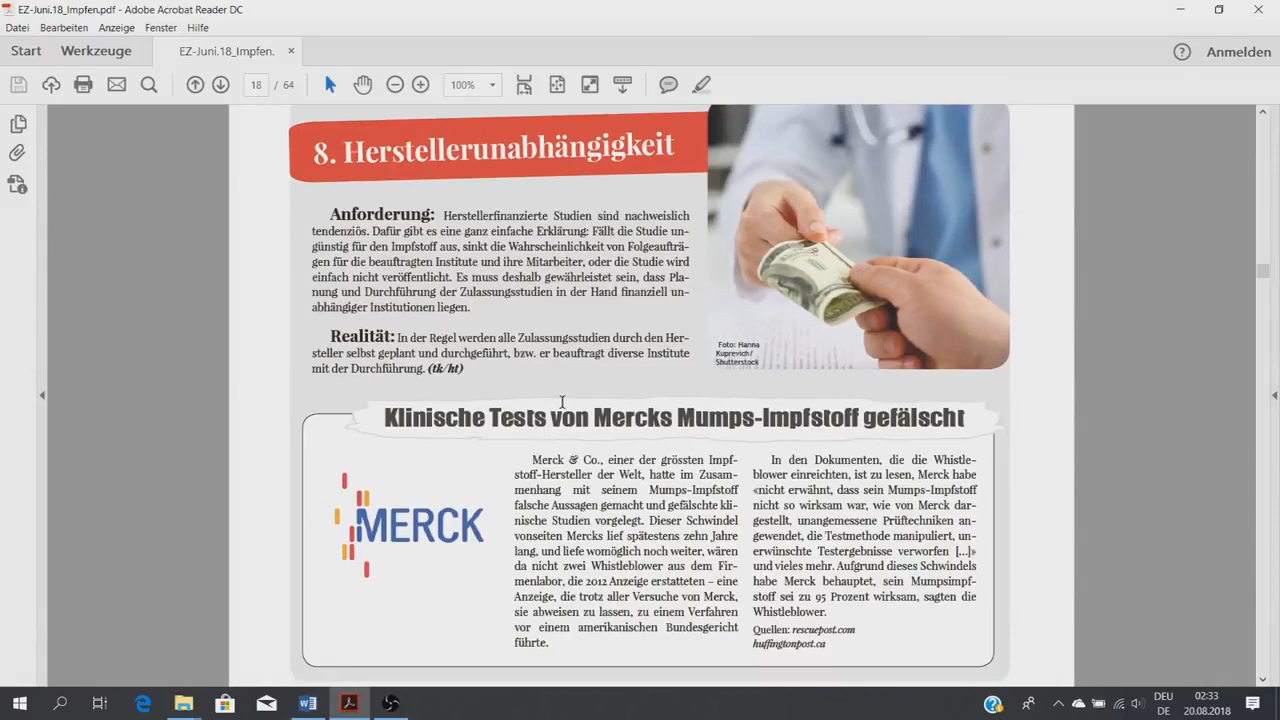 EZ-Juni.18_Impfen.pdf - Adobe Acrobat Reader DC
Datei Bearbeiten Anzeige Fenster Hilfe
Start Werkzeuge EZ-Juni.18_Impfen. × Anmelden
18 / 64 100%
8. Herstellerunabhängigkeit
Anforderung: Herstellerfinanzierte Studien sind nachweislich
tendenziös. Dafür gibt es eine ganz einfache Erklärung: Fällt die Studie un-
günstig für den Impfstoff aus, sinkt die Wahrscheinlichkeit von Folgeaufträ-
gen für die beauftragten Institute und ihre Mitarbeiter, oder die Studie wird
einfach nicht veröffentlicht. Es muss deshalb gewährleistet sein, dass Pla-
nung und Durchführung der Zulassungsstudien in der Hand finanziell un-
abhängiger Institutionen liegen.
Realität: In der Regel werden alle Zulassungsstudien durch den Her-
steller selbst geplant und durchgeführt, bzw. er beauftragt diverse Institute
mit der Durchführung. (tk/ht)
Foto: Hanna
Kuprevich/
Shutterstock
Klinische Tests von Mercks Mumps-Impfstoff gefälscht
MERCK
Merck & Co., einer der grössten Impf-
stoff-Hersteller der Welt, hatte im Zusam-
menhang mit seinem Mumps-Impfstoff
falsche Aussagen gemacht und gefälschte kli-
nische Studien vorgelegt. Dieser Schwindel
vonseiten Mercks lief spätestens zehn Jahre
lang, und liefe womöglich noch weiter, wären
da nicht zwei Whistleblower aus dem Fir-
menlabor, die 2012 Anzeige erstatteten – eine
Anzeige, die trotz aller Versuche von Merck,
sie abweisen zu lassen, zu einem Verfahren
vor einem amerikanischen Bundesgericht
führte.
In den Dokumenten, die die Whistle-
blower einreichten, ist zu lesen, Merck habe
«nicht erwähnt, dass sein Mumps-Impfstoff
nicht so wirksam war, wie von Merck dar-
gestellt, unangemessene Prüftechniken an-
gewendet, die Testmethode manipuliert, un-
erwünschte Testergebnisse verworfen [...]»
und vieles mehr. Aufgrund dieses Schwindels
habe Merck behauptet, sein Mumpsimpf-
stoff sei zu 95 Prozent wirksam, sagten die
Whistleblower.
Quellen: rescuepost.com
huffingtonpost.ca
DEU 02:33
DE 20.08.2018